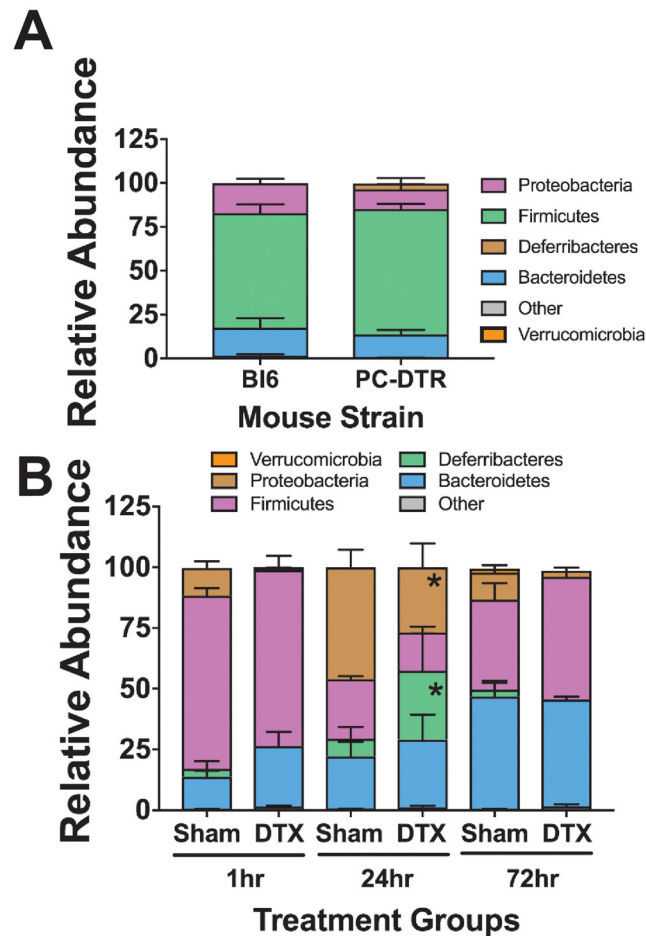 A
Relative Abundance
125
100
75
50
25
0
BI6 PC-DTR
Mouse Strain
Proteobacteria
Firmicutes
Deferribacteres
Bacteroidetes
Other
Verrucomicrobia
B
Verrucomicrobia Deferribacteres
Proteobacteria Bacteroidetes
Firmicutes Other
Relative Abundance
125
100
75
50
25
0
*
*
Sham DTX Sham DTX Sham DTX
1hr 24hr 72hr
Treatment Groups